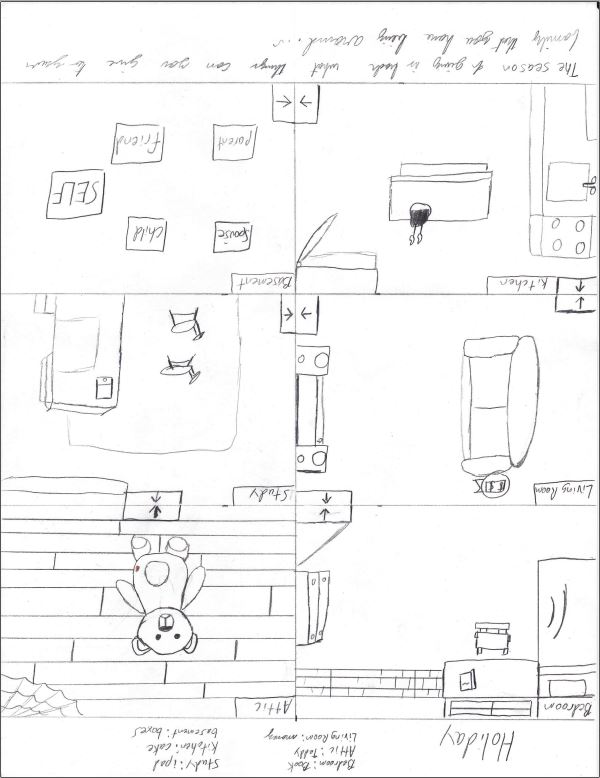 Holiday
Bedroom: Book
Attic: Teddy
Living Room: money
Study: ipad
Kitchen: cake
basement: boxes
Bedroom
Attic
Living Room
Study
Kitchen
Basement
Spouse
Child
SELF
parent
Friend
The season of giving is both what things can you give to your
family that you have being around...